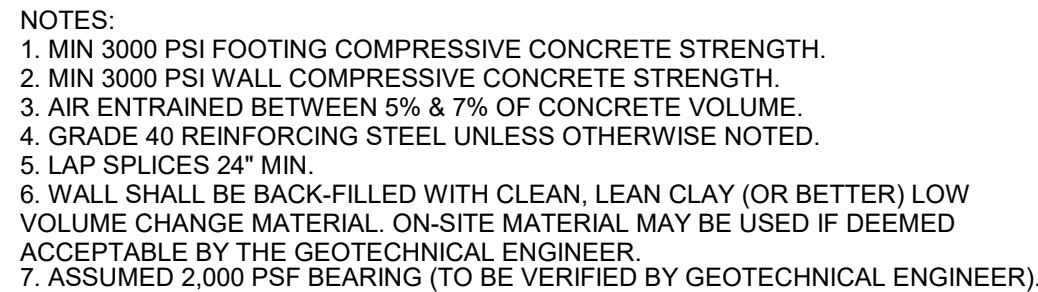 NOTES:
1. MIN 3000 PSI FOOTING COMPRESSIVE CONCRETE STRENGTH.
2. MIN 3000 PSI WALL COMPRESSIVE CONCRETE STRENGTH.
3. AIR ENTRAINED BETWEEN 5% & 7% OF CONCRETE VOLUME.
4. GRADE 40 REINFORCING STEEL UNLESS OTHERWISE NOTED.
5. LAP SPLICES 24" MIN.
6. WALL SHALL BE BACK-FILLED WITH CLEAN, LEAN CLAY (OR BETTER) LOW
VOLUME CHANGE MATERIAL. ON-SITE MATERIAL MAY BE USED IF DEEMED
ACCEPTABLE BY THE GEOTECHNICAL ENGINEER.
7. ASSUMED 2,000 PSF BEARING (TO BE VERIFIED BY GEOTECHNICAL ENGINEER).